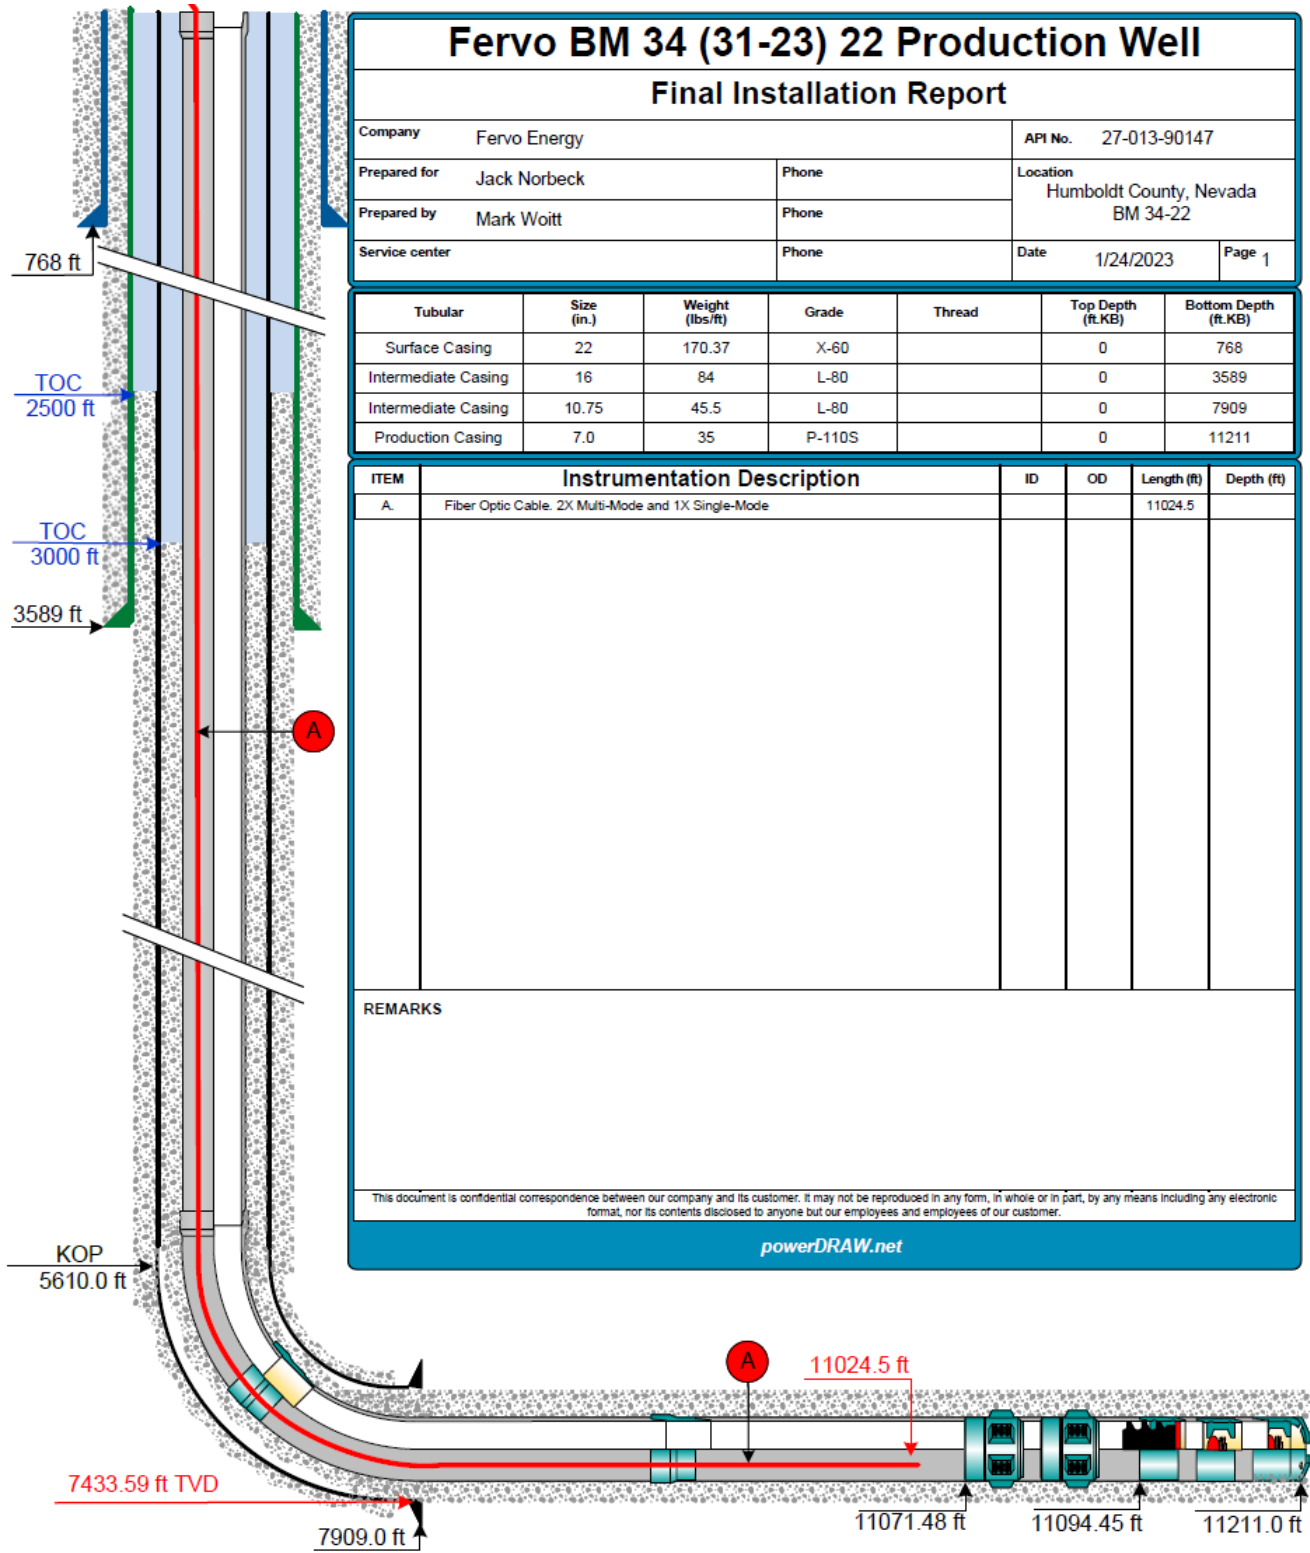 Fervo BM 34 (31-23) 22 Production Well
Final Installation Report
Company Fervo Energy API No. 27-013-90147
Prepared for Jack Norbeck Phone Location
Humboldt County, Nevada
BM 34-22
Prepared by Mark Woitt Phone
Service center Phone Date 1/24/2023 Page 1
Tubular Size (in.) Weight (lbs/ft) Grade Thread Top Depth (ft.KB) Bottom Depth (ft.KB)
Surface Casing 22 170.37 X-60 0 768
Intermediate Casing 16 84 L-80 0 3589
Intermediate Casing 10.75 45.5 L-80 0 7909
Production Casing 7.0 35 P-110S 0 11211
ITEM Instrumentation Description ID OD Length (ft) Depth (ft)
A. Fiber Optic Cable. 2X Multi-Mode and 1X Single-Mode 11024.5
REMARKS
This document is confidential correspondence between our company and its customer. It may not be reproduced in any form, in whole or in part, by any means including any electronic
format, nor its contents disclosed to anyone but our employees and employees of our customer.
powerDRAW.net
768 ft
TOC
2500 ft
TOC
3000 ft
3589 ft
A
KOP
5610.0 ft
A
11024.5 ft
7433.59 ft TVD
7909.0 ft
11071.48 ft
11094.45 ft
11211.0 ft